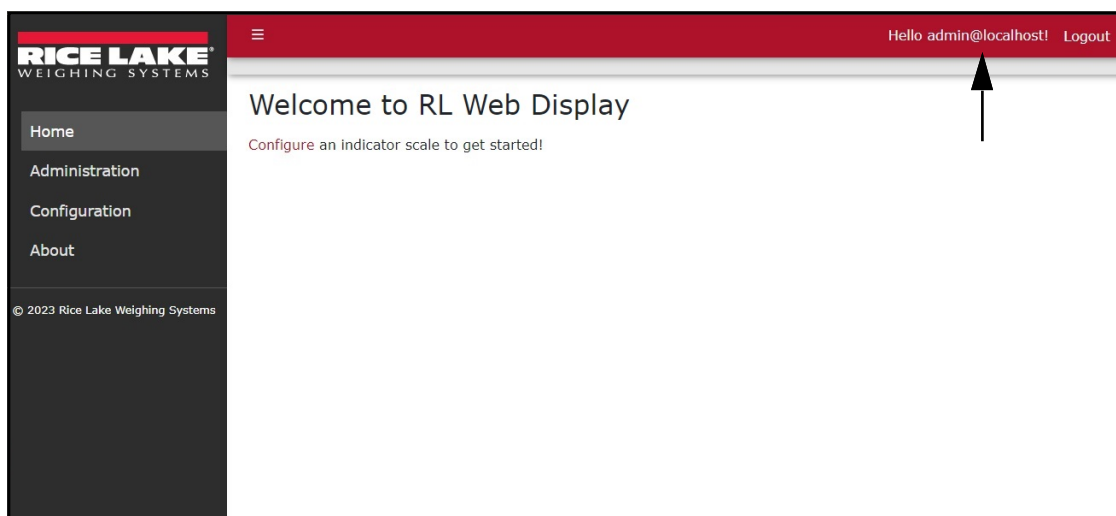 RICE LAKE®
WEIGHING SYSTEMS
☰
Hello admin@localhost! Logout
Home
Administration
Configuration
About
© 2023 Rice Lake Weighing Systems
Welcome to RL Web Display
Configure an indicator scale to get started!